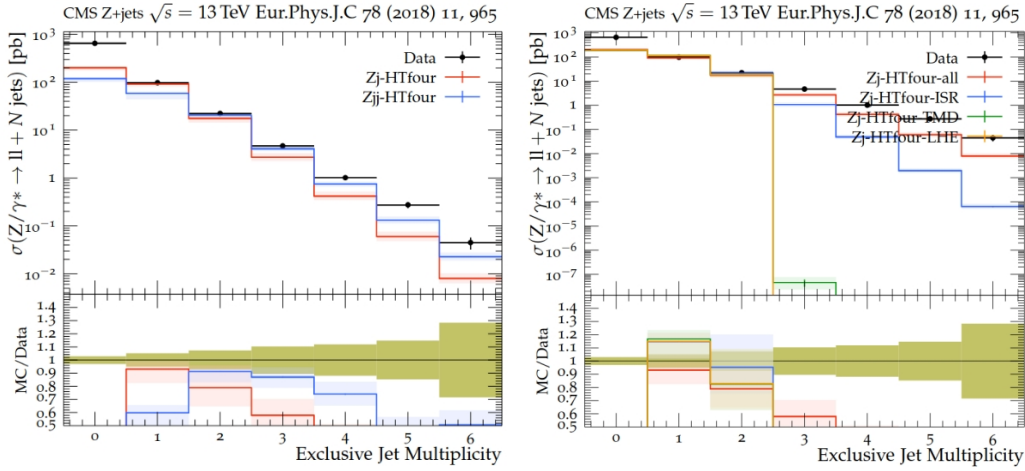 CMS Z+jets √s = 13 TeV Eur.Phys.J.C 78 (2018) 11, 965
σ(Z/γ* → ll + N jets) [pb]
10³
10²
10¹
1
10⁻¹
10⁻²
Data
Zj-HTfour
Zjj-HTfour
MC/Data
1.4
1.3
1.2
1.1
1
0.9
0.8
0.7
0.6
0.5
0 1 2 3 4 5 6
Exclusive Jet Multiplicity
CMS Z+jets √s = 13 TeV Eur.Phys.J.C 78 (2018) 11, 965
σ(Z/γ* → ll + N jets) [pb]
10³
10²
10¹
1
10⁻¹
10⁻²
10⁻³
10⁻⁴
10⁻⁵
10⁻⁶
10⁻⁷
Data
Zj-HTfour-all
Zj-HTfour-ISR
Zj-HTfour-TMD
Zj-HTfour-LHE
MC/Data
1.4
1.3
1.2
1.1
1
0.9
0.8
0.7
0.6
0.5
0 1 2 3 4 5 6
Exclusive Jet Multiplicity